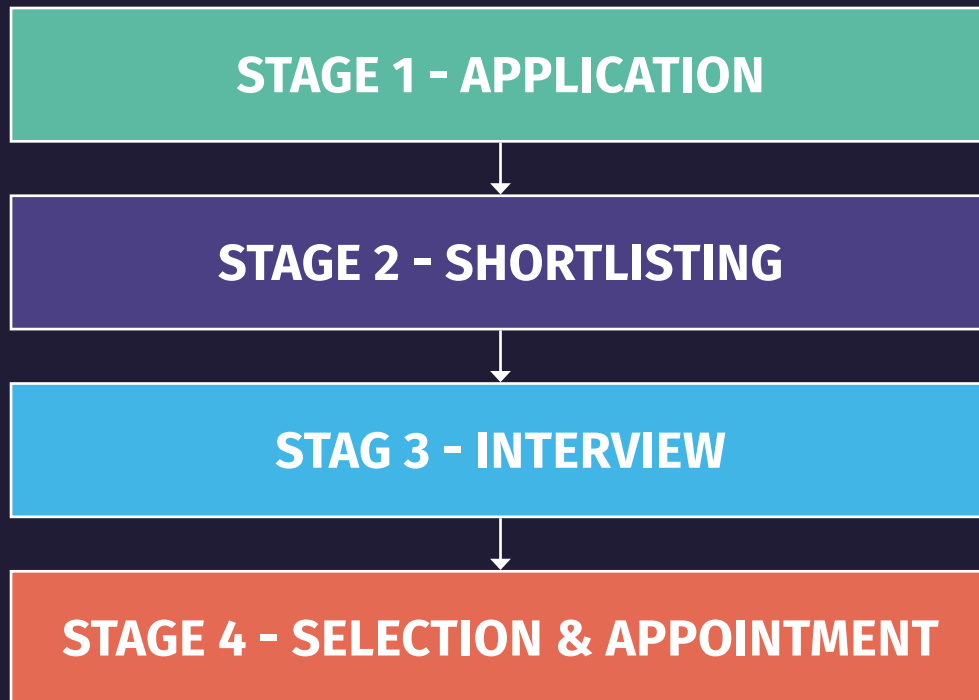 STAGE 1 - APPLICATION
STAGE 2 - SHORTLISTING
STAG 3 - INTERVIEW
STAGE 4 - SELECTION & APPOINTMENT